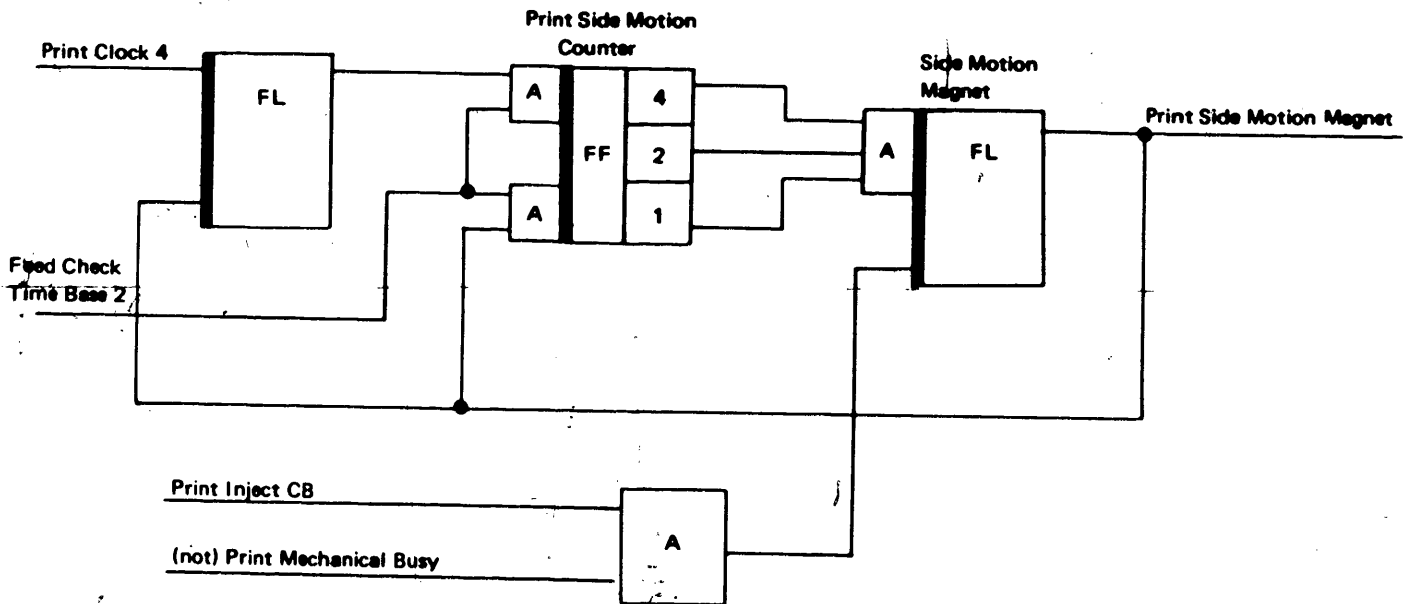 Print Side Motion
Counter
Print Clock 4
FL
A
4
FF
2
A
1
Side Motion
Magnet
A
FL
Print Side Motion Magnet
Feed Check
Time Base 2
Print Inject CB
(not) Print Mechanical Busy
A